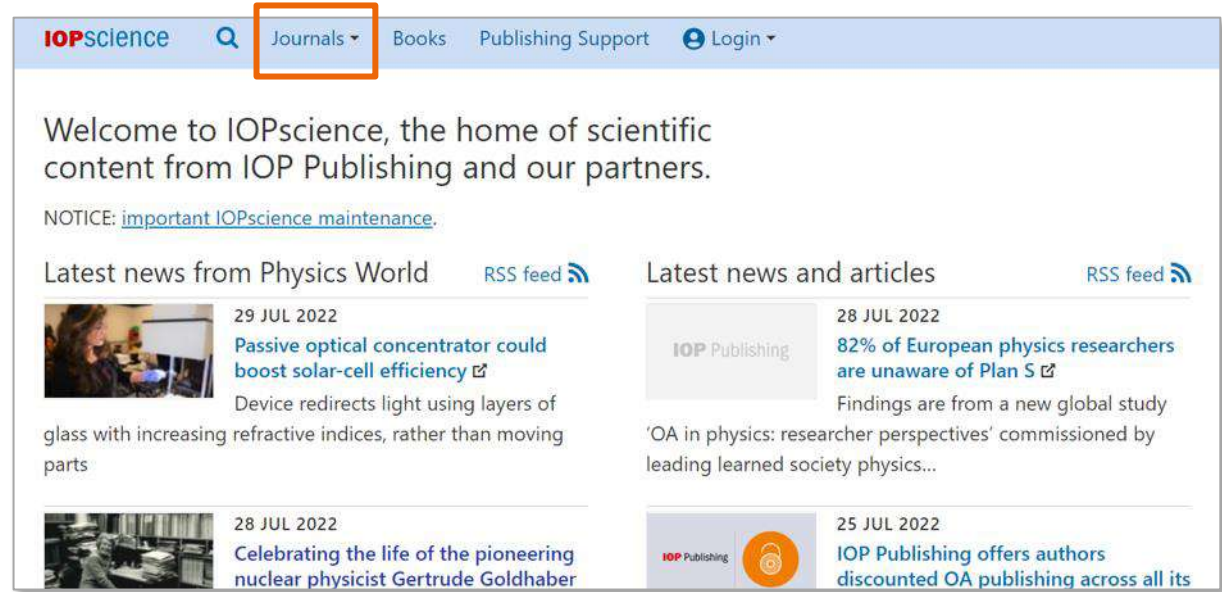 IOPscience Journals Books Publishing Support Login
Welcome to IOPscience, the home of scientific
content from IOP Publishing and our partners.
NOTICE: important IOPscience maintenance.
Latest news from Physics World RSS feed
29 JUL 2022
Passive optical concentrator could
boost solar-cell efficiency
Device redirects light using layers of
glass with increasing refractive indices, rather than moving
parts
28 JUL 2022
Celebrating the life of the pioneering
nuclear physicist Gertrude Goldhaber
Latest news and articles RSS feed
IOP Publishing
28 JUL 2022
82% of European physics researchers
are unaware of Plan S
Findings are from a new global study
‘OA in physics: researcher perspectives’ commissioned by
leading learned society physics...
IOP Publishing
25 JUL 2022
IOP Publishing offers authors
discounted OA publishing across all its